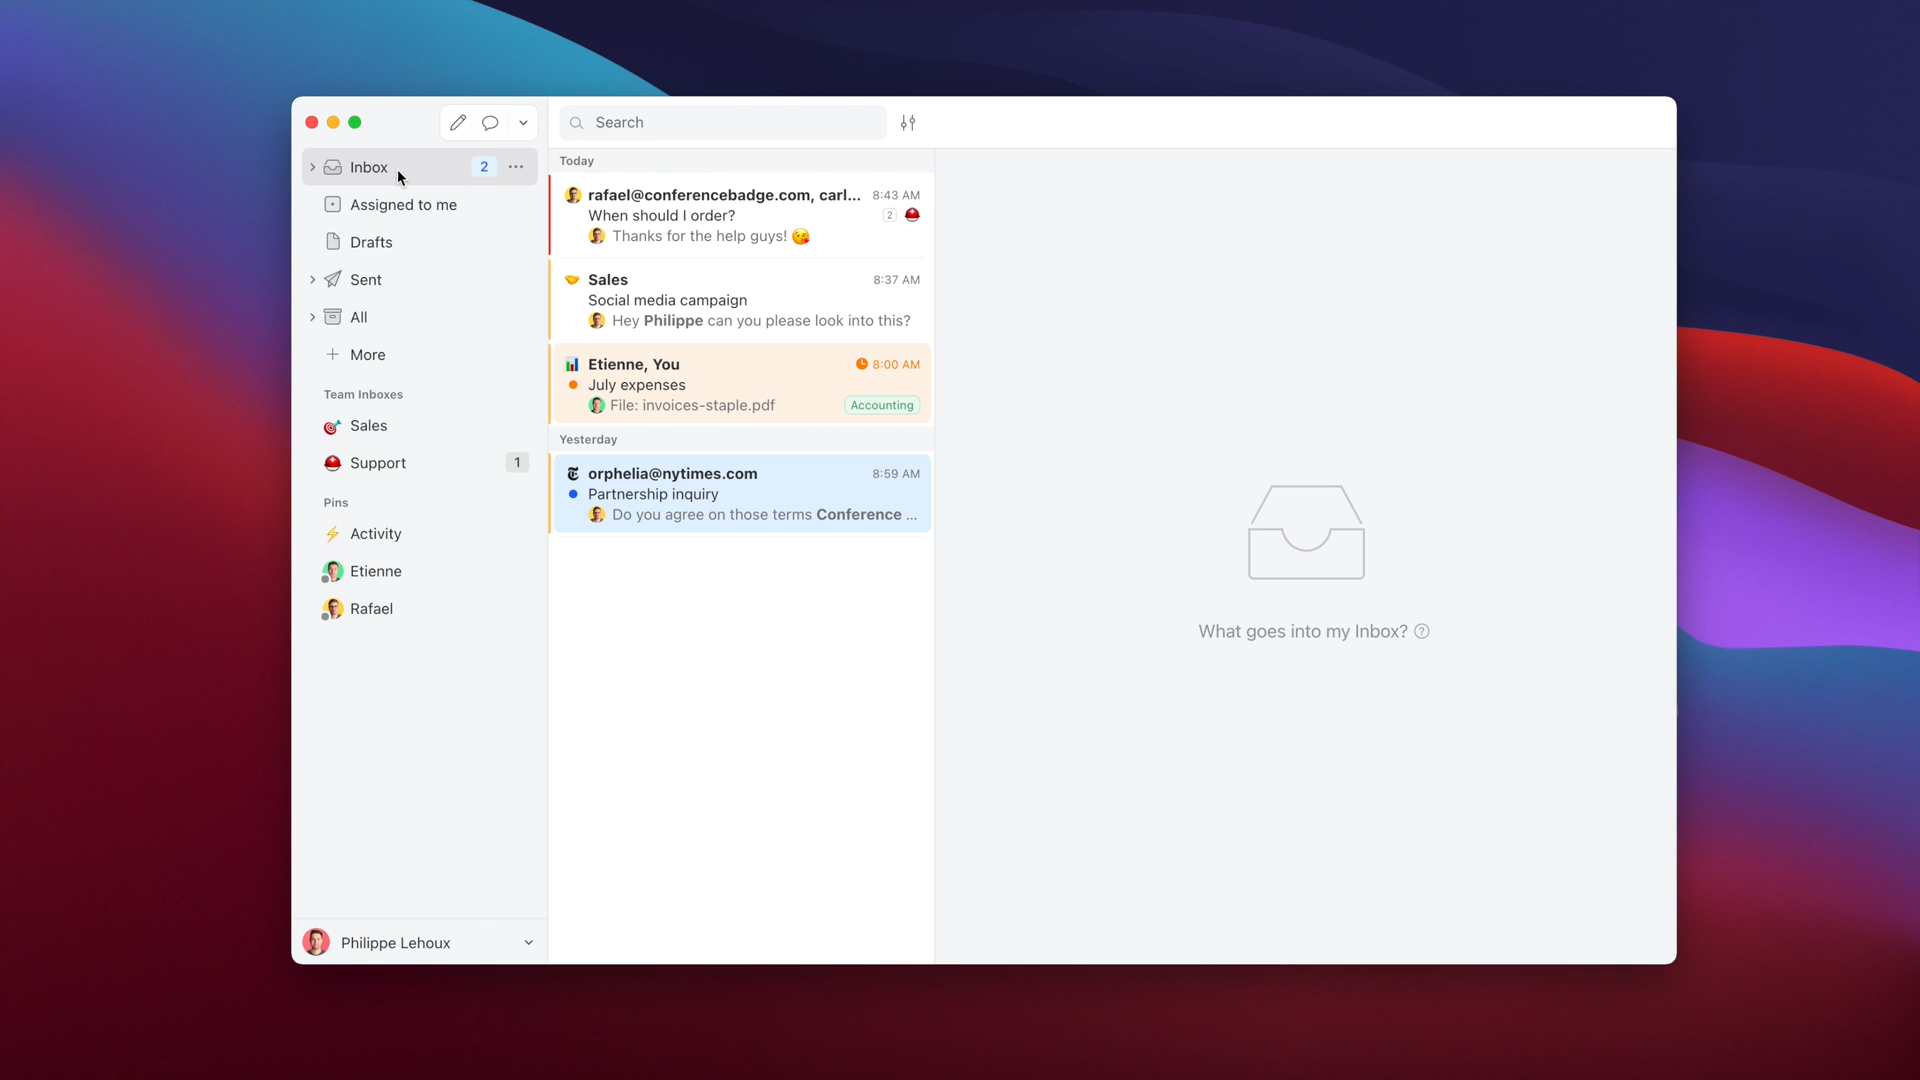 Search
Inbox 2
Assigned to me
Drafts
Sent
All
More
Team Inboxes
Sales
Support 1
Pins
Activity
Etienne
Rafael
Philippe Lehoux
Today
rafael@conferencebadge.com, carl... 8:43 AM
When should I order? 2
Thanks for the help guys! 😘
Sales 8:37 AM
Social media campaign
Hey Philippe can you please look into this?
Etienne, You 8:00 AM
July expenses
File: invoices-staple.pdf Accounting
Yesterday
orphelia@nytimes.com 8:59 AM
Partnership inquiry
Do you agree on those terms Conference ...
What goes into my Inbox? ?